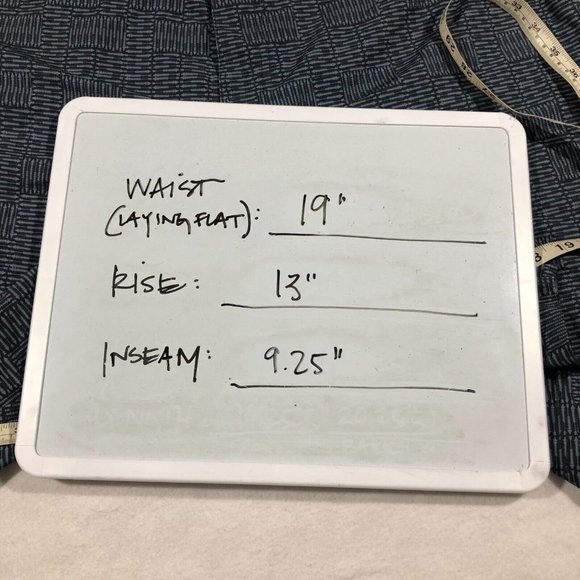 WAIST
(LAYING FLAT): 19"
RISE: 13"
INSEAM: 9.25"